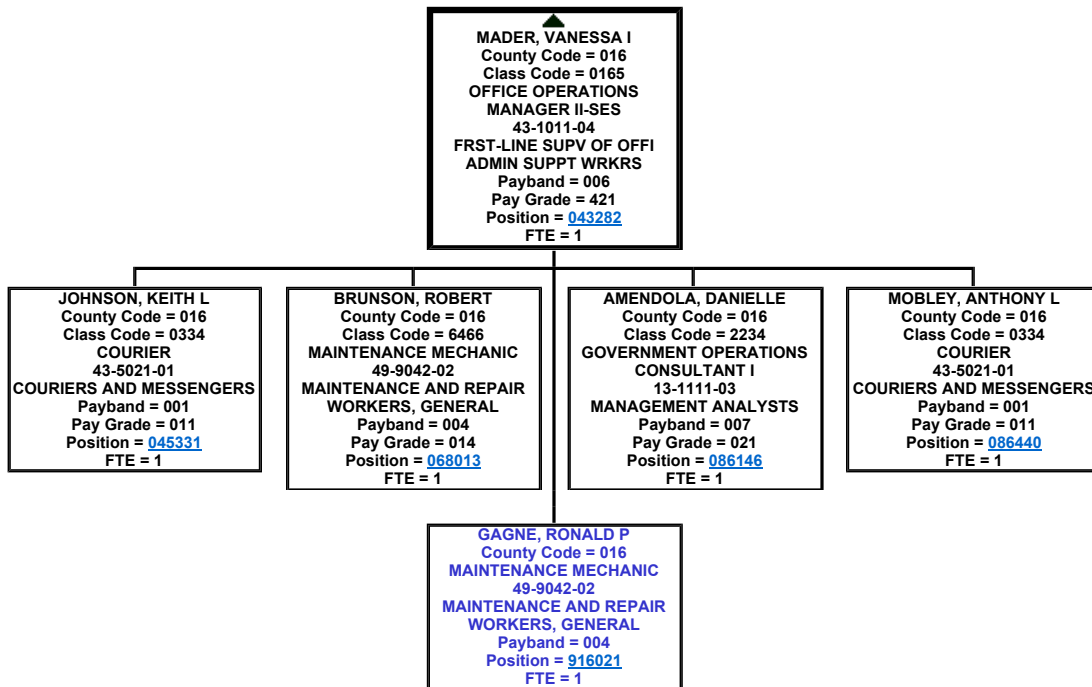 MADER, VANESSA I
County Code = 016
Class Code = 0165
OFFICE OPERATIONS
MANAGER II-SES
43-1011-04
FRST-LINE SUPV OF OFFI
ADMIN SUPPT WRKRS
Payband = 006
Pay Grade = 421
Position = 043282
FTE = 1
JOHNSON, KEITH L
County Code = 016
Class Code = 0334
COURIER
43-5021-01
COURIERS AND MESSENGERS
Payband = 001
Pay Grade = 011
Position = 045331
FTE = 1
BRUNSON, ROBERT
County Code = 016
Class Code = 6466
MAINTENANCE MECHANIC
49-9042-02
MAINTENANCE AND REPAIR
WORKERS, GENERAL
Payband = 004
Pay Grade = 014
Position = 068013
FTE = 1
AMENDOLA, DANIELLE
County Code = 016
Class Code = 2234
GOVERNMENT OPERATIONS
CONSULTANT I
13-1111-03
MANAGEMENT ANALYSTS
Payband = 007
Pay Grade = 021
Position = 086146
FTE = 1
MOBLEY, ANTHONY L
County Code = 016
Class Code = 0334
COURIER
43-5021-01
COURIERS AND MESSENGERS
Payband = 001
Pay Grade = 011
Position = 086440
FTE = 1
GAGNE, RONALD P
County Code = 016
MAINTENANCE MECHANIC
49-9042-02
MAINTENANCE AND REPAIR
WORKERS, GENERAL
Payband = 004
Position = 916021
FTE = 1